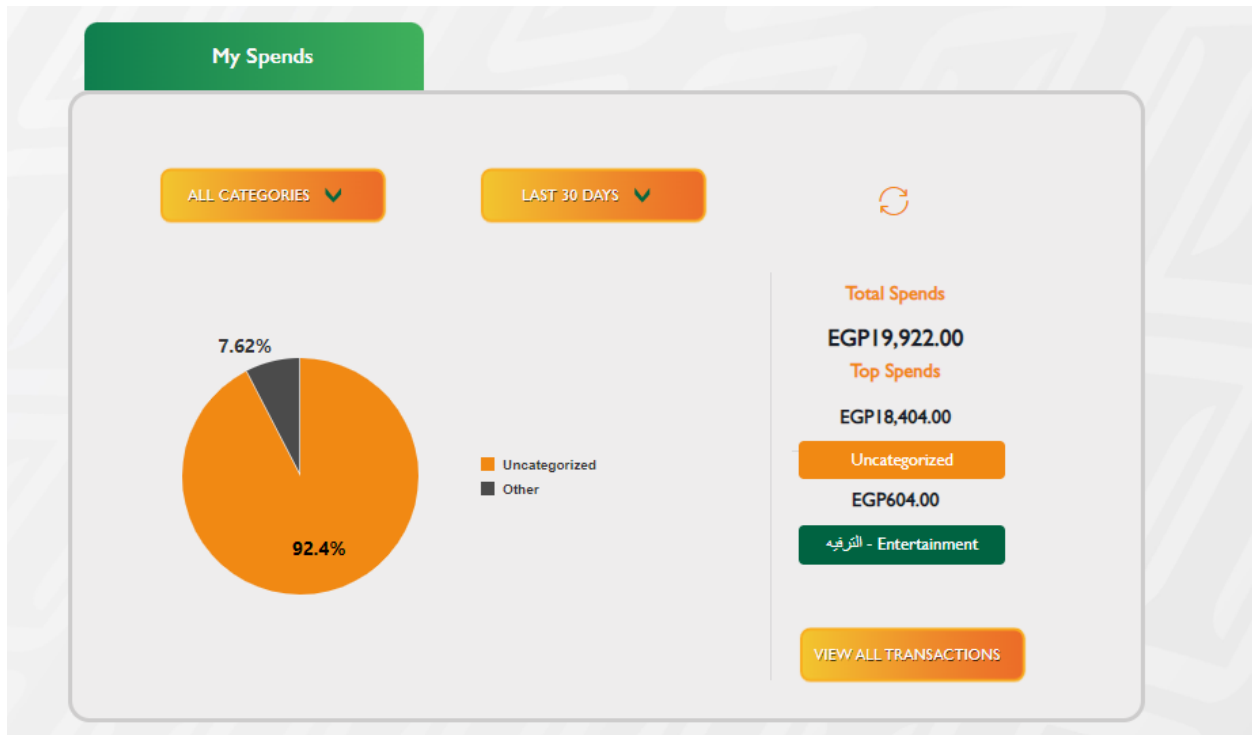 My Spends
ALL CATEGORIES
LAST 30 DAYS
7.62%
92.4%
Uncategorized
Other
Total Spends
EGP19,922.00
Top Spends
EGP18,404.00
Uncategorized
EGP604.00
الترفيه - Entertainment
VIEW ALL TRANSACTIONS